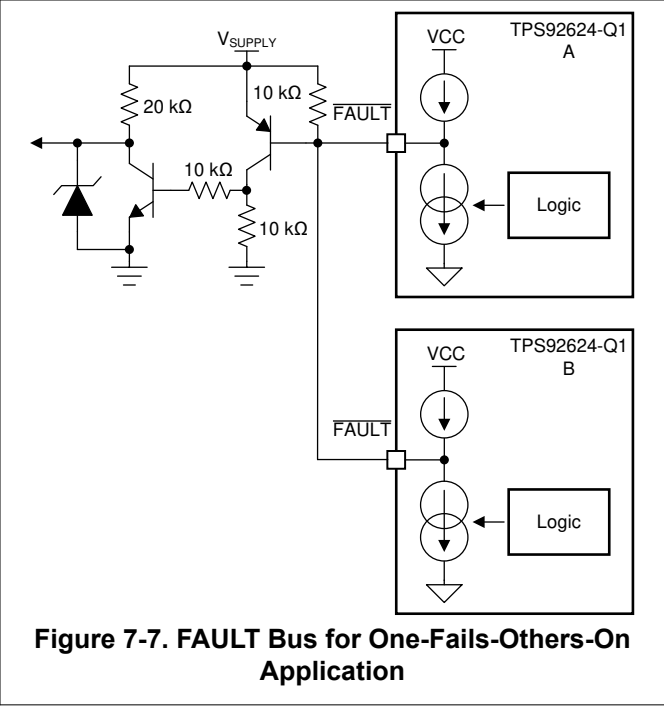 V_SUPPLY
20 kΩ
10 kΩ
FAULT
10 kΩ
10 kΩ
TPS92624-Q1
A
VCC
Logic
TPS92624-Q1
B
VCC
FAULT
Logic
Figure 7-7. FAULT Bus for One-Fails-Others-On
Application